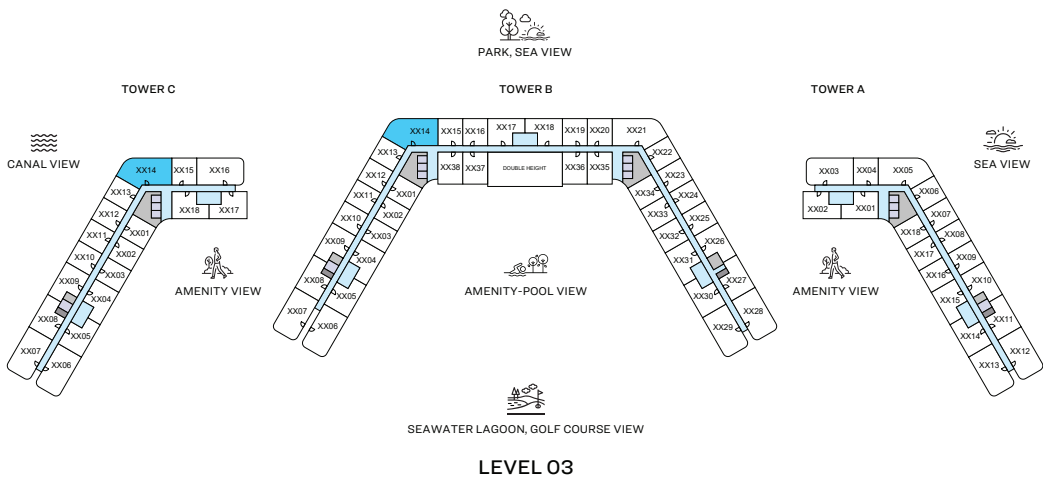 PARK, SEA VIEW
TOWER C
TOWER B
TOWER A
CANAL VIEW
SEA VIEW
XX14
XX15
XX16
XX13
XX12
XX11
XX10
XX09
XX08
XX07
XX18
XX17
XX01
XX02
XX03
XX04
XX05
XX06
AMENITY VIEW
XX14
XX15
XX16
XX17
XX18
XX19
XX20
XX21
XX13
XX12
XX11
XX10
XX09
XX08
XX07
XX38
XX37
DOUBLE HEIGHT
XX36
XX35
XX01
XX02
XX03
XX04
XX05
XX06
XX22
XX23
XX24
XX25
XX26
XX27
XX28
XX34
XX33
XX32
XX31
XX30
XX29
AMENITY-POOL VIEW
XX03
XX04
XX05
XX02
XX01
XX06
XX07
XX08
XX09
XX10
XX11
XX12
XX18
XX17
XX16
XX15
XX14
XX13
AMENITY VIEW
SEAWATER LAGOON, GOLF COURSE VIEW
LEVEL 03